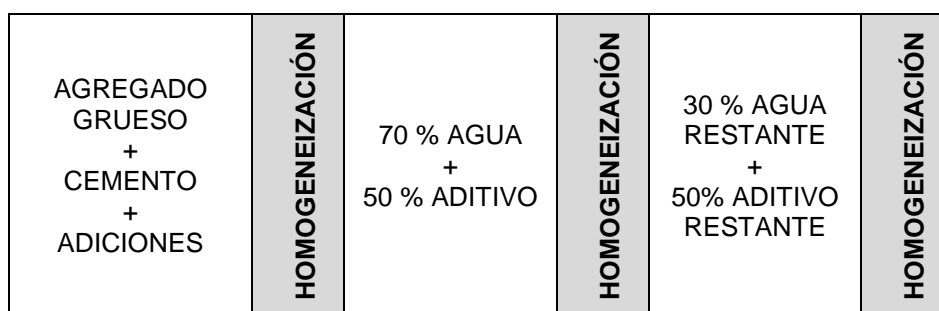 AGREGADO
GRUESO
+
CEMENTO
+
ADICIONES
HOMOGENEIZACIÓN
70 % AGUA
+
50 % ADITIVO
HOMOGENEIZACIÓN
30 % AGUA
RESTANTE
+
50% ADITIVO
RESTANTE
HOMOGENEIZACIÓN